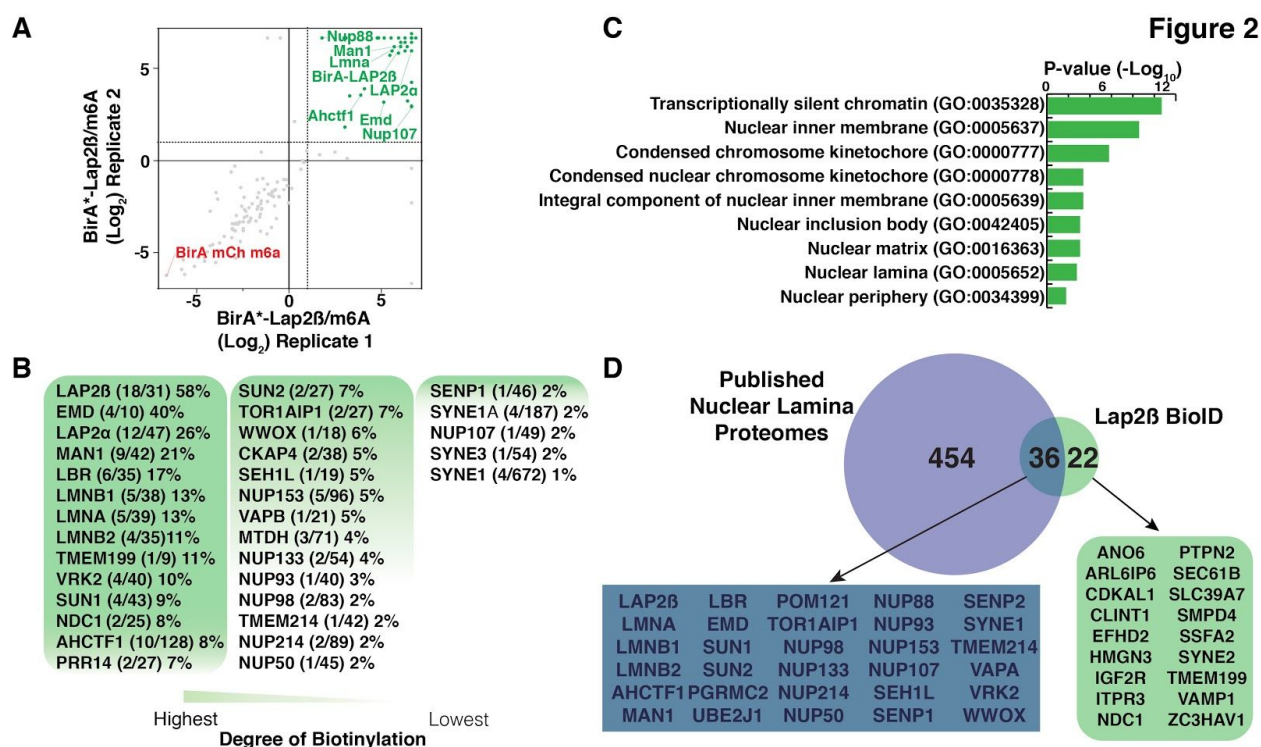 Figure 2
A
BirA*-Lap2ß/m6A
(Log2) Replicate 2
5
0
-5
Nup88
Man1
Lmna
BirA-LAP2ß
LAP2α
Ahctf1
Emd
Nup107
BirA mCh m6a
-5
0
5
BirA*-Lap2ß/m6A
(Log2) Replicate 1
B
LAP2ß (18/31) 58%
EMD (4/10) 40%
LAP2α (12/47) 26%
MAN1 (9/42) 21%
LBR (6/35) 17%
LMNB1 (5/38) 13%
LMNA (5/39) 13%
LMNB2 (4/35)11%
TMEM199 (1/9) 11%
VRK2 (4/40) 10%
SUN1 (4/43) 9%
NDC1 (2/25) 8%
AHCTF1 (10/128) 8%
PRR14 (2/27) 7%
SUN2 (2/27) 7%
TOR1AIP1 (2/27) 7%
WWOX (1/18) 6%
CKAP4 (2/38) 5%
SEH1L (1/19) 5%
NUP153 (5/96) 5%
VAPB (1/21) 5%
MTDH (3/71) 4%
NUP133 (2/54) 4%
NUP93 (1/40) 3%
NUP98 (2/83) 2%
TMEM214 (1/42) 2%
NUP214 (2/89) 2%
NUP50 (1/45) 2%
SENP1 (1/46) 2%
SYNE1A (4/187) 2%
NUP107 (1/49) 2%
SYNE3 (1/54) 2%
SYNE1 (4/672) 1%
Highest
Lowest
Degree of Biotinylation
C
P-value (-Log10)
0 6 12
Transcriptionally silent chromatin (GO:0035328)
Nuclear inner membrane (GO:0005637)
Condensed chromosome kinetochore (GO:0000777)
Condensed nuclear chromosome kinetochore (GO:0000778)
Integral component of nuclear inner membrane (GO:0005639)
Nuclear inclusion body (GO:0042405)
Nuclear matrix (GO:0016363)
Nuclear lamina (GO:0005652)
Nuclear periphery (GO:0034399)
D
Published
Nuclear Lamina
Proteomes
Lap2ß BioID
454
36
22
LAP2ß LBR POM121 NUP88 SENP2
LMNA EMD TOR1AIP1 NUP93 SYNE1
LMNB1 SUN1 NUP98 NUP153 TMEM214
LMNB2 SUN2 NUP133 NUP107 VAPA
AHCTF1 PGRMC2 NUP214 SEH1L VRK2
MAN1 UBE2J1 NUP50 SENP1 WWOX
ANO6 PTPN2
ARL6IP6 SEC61B
CDKAL1 SLC39A7
CLINT1 SMPD4
EFHD2 SSFA2
HMGN3 SYNE2
IGF2R TMEM199
ITPR3 VAMP1
NDC1 ZC3HAV1